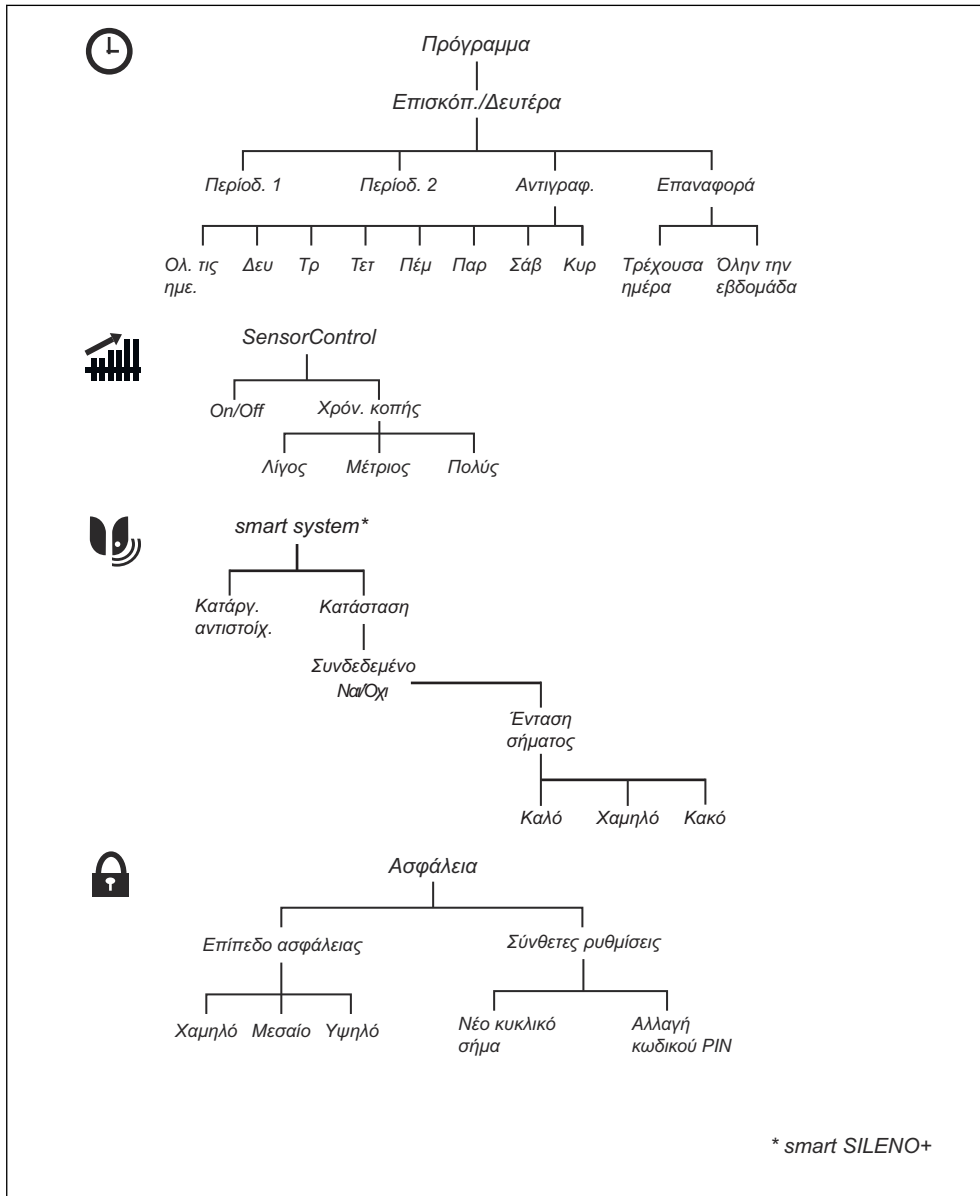 Πρόγραμμα
Επισκόπ./Δευτέρα
Περίοδ. 1 Περίοδ. 2 Αντιγραφ. Επαναφορά
Ολ. τις ημε. Δευ Τρ Τετ Πέμ Παρ Σάβ Κυρ Τρέχουσα ημέρα Όλην την εβδομάδα
SensorControl
On/Off Χρόν. κοπής
Λίγος Μέτριος Πολύς
smart system*
Κατάργ. αντιστοίχ. Κατάσταση
Συνδεδεμένο
Ναι/Όχι
Ένταση
σήματος
Καλό Χαμηλό Κακό
Ασφάλεια
Επίπεδο ασφάλειας Σύνθετες ρυθμίσεις
Χαμηλό Μεσαίο Υψηλό Νέο κυκλικό σήμα Αλλαγή κωδικού PIN
* smart SILENO+